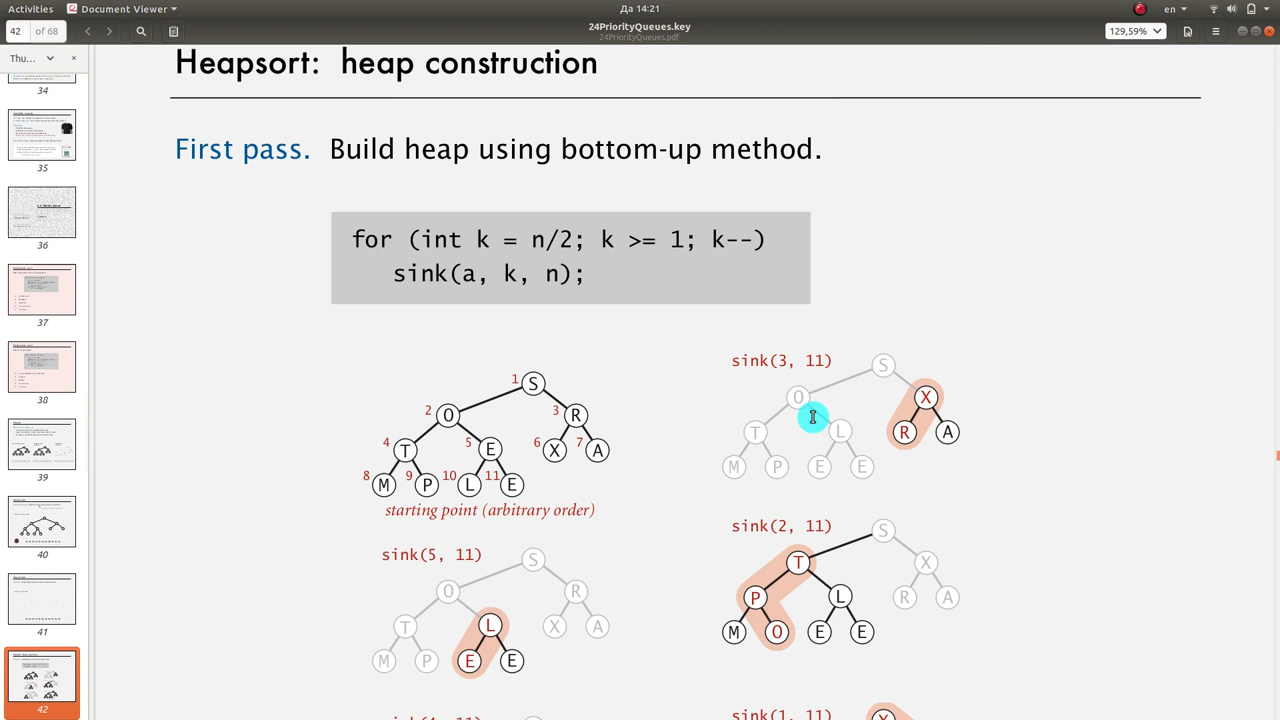 Activities Document Viewer Да 14:21 en
42 of 68 24PriorityQueues.key 129,59%
24PriorityQueues.pdf
Thu...
34
35
36
37
38
39
40
41
42
Heapsort: heap construction
First pass. Build heap using bottom-up method.
for (int k = n/2; k >= 1; k--)
sink(a, k, n);
1 S
2 O 3 R
4 T 5 E 6 X 7 A
8 M 9 P 10 L 11 E
starting point (arbitrary order)
sink(3, 11)
S
O X
T L R A
M P E E
sink(5, 11)
S
O R
T L X A
M P E E
sink(2, 11)
S
T X
P L R A
M O E E
sink(4, 11)
sink(1, 11)
X